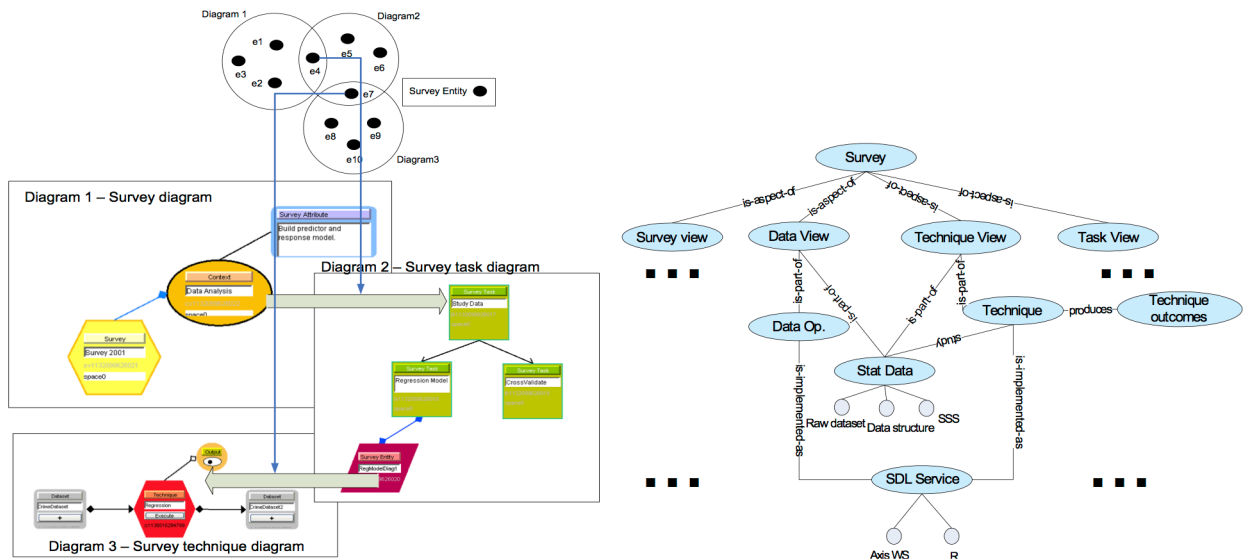 Diagram 1
Diagram2
e1
e5
e3
e4
e6
e2
e7
Survey Entity
e8
e9
e10
Diagram3
Diagram 1 – Survey diagram
Survey Attribute
Build predictor and
response model.
Context
Data Analysis
space0
Survey
Survey 2001
space0
Diagram 2 – Survey task diagram
Survey Task
Study Data
Survey Task
Regression Model
Survey Task
CrossValidate
Survey Entity
RegModelDiag1
Output
Dataset
CrimeDataset
+
Technique
Regression
Execute
Dataset
CrimeDataset2
+
Diagram 3 – Survey technique diagram
Survey
is-aspect-of
is-aspect-of
is-aspect-of
is-aspect-of
Survey view
Data View
Technique View
Task View
is-part-of
is-part-of
is-part-of
is-part-of
Data Op.
Technique
produces
Technique
outcomes
study
Stat Data
Raw dataset
Data structure
SSS
is-implemented-as
is-implemented-as
SDL Service
Axis WS
R